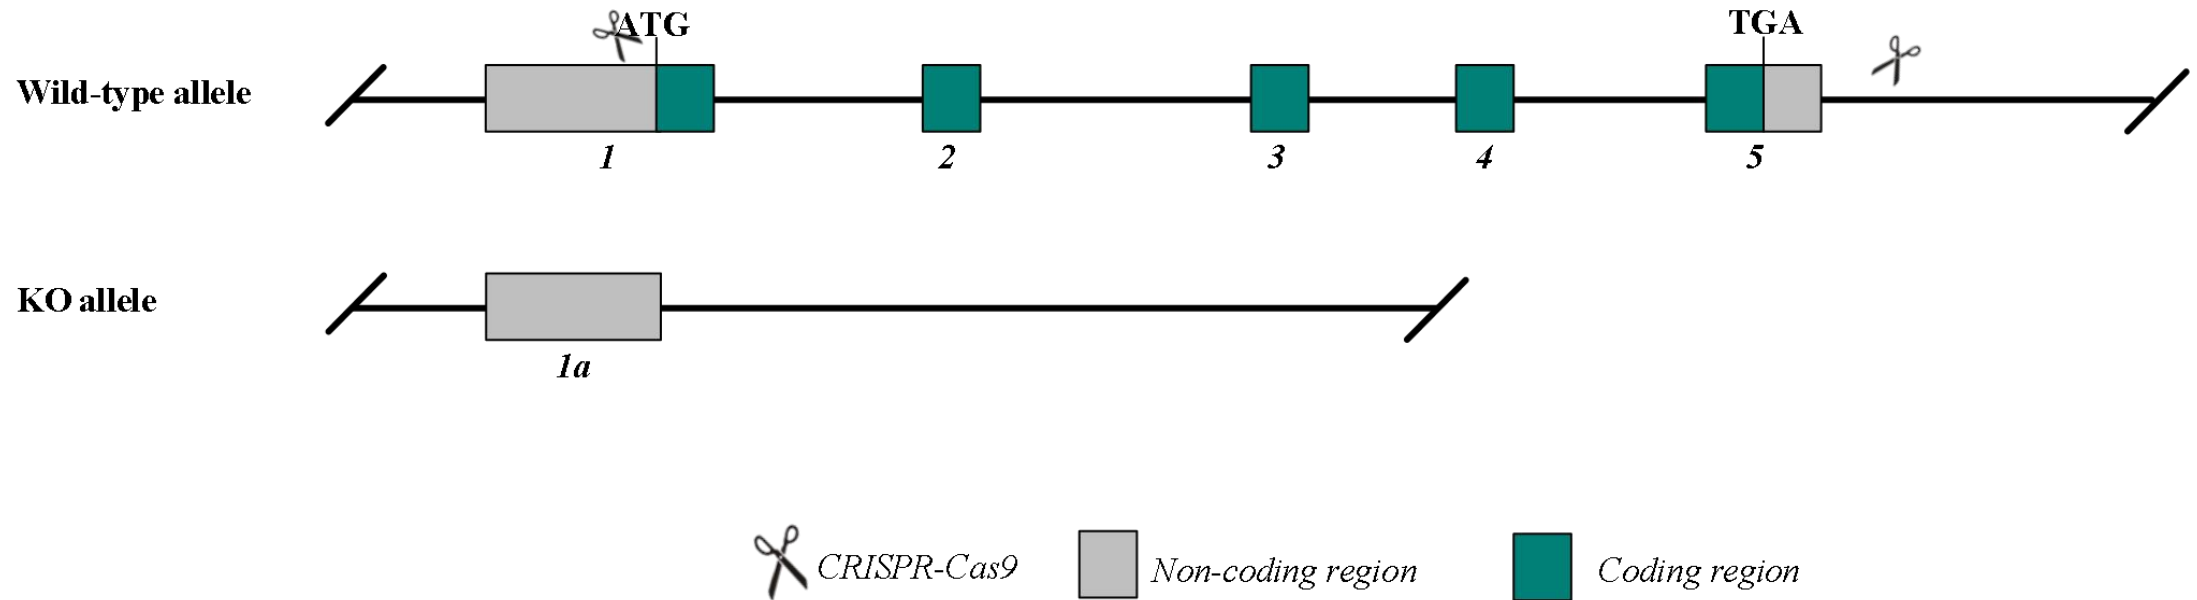 ATG
TGA
Wild-type allele
1
2
3
4
5
KO allele
1a
CRISPR-Cas9
Non-coding region
Coding region